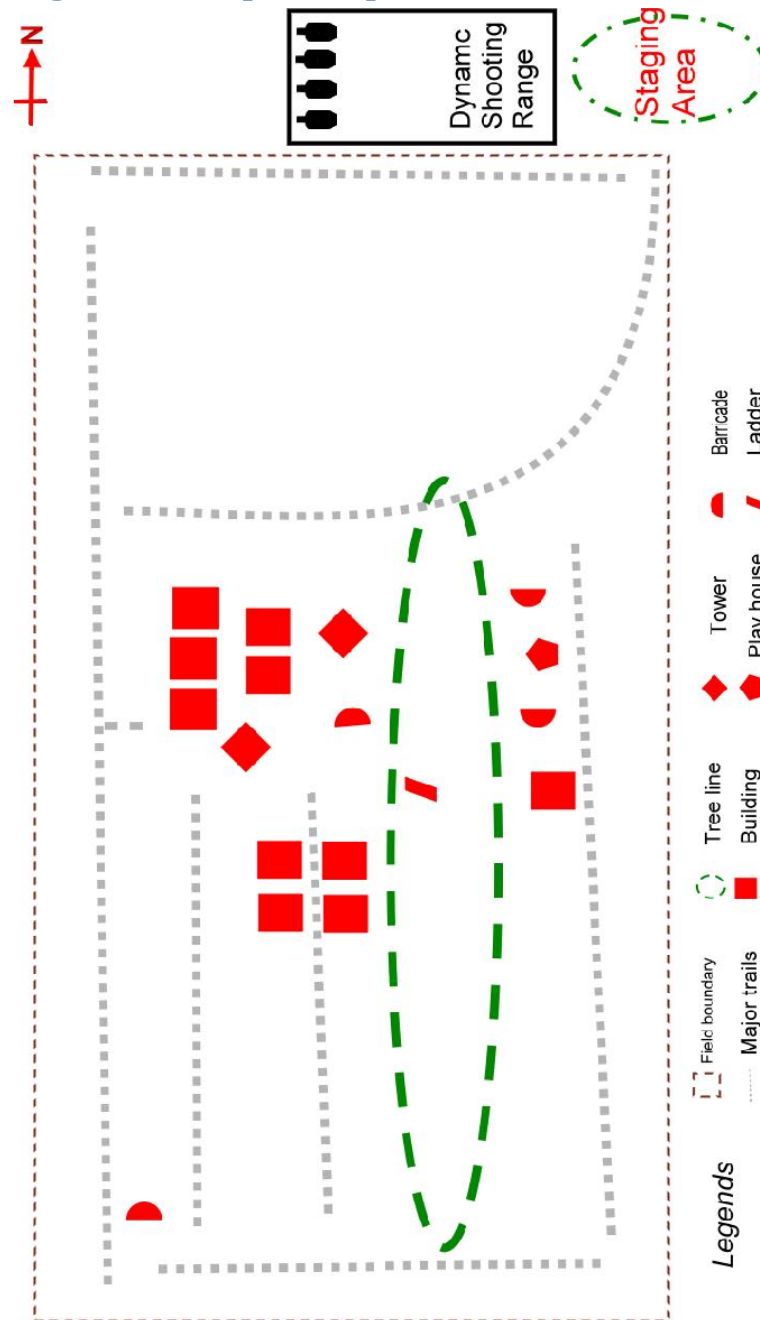 N
Dynamc
Shooting
Range
Staging
Area
Legends
Field boundary
Tree line
Tower
Barricade
Major trails
Building
Play house
Ladder